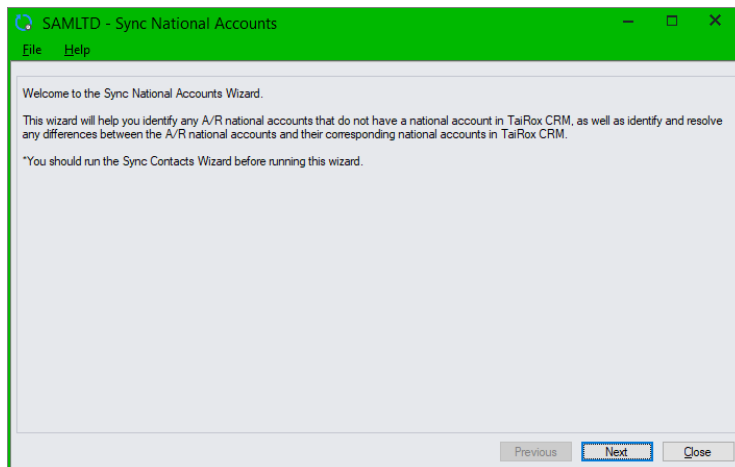 SAMLTD - Sync National Accounts
File Help
Welcome to the Sync National Accounts Wizard.
This wizard will help you identify any A/R national accounts that do not have a national account in TaiRox CRM, as well as identify and resolve
any differences between the A/R national accounts and their corresponding national accounts in TaiRox CRM.
*You should run the Sync Contacts Wizard before running this wizard.
Previous Next Close